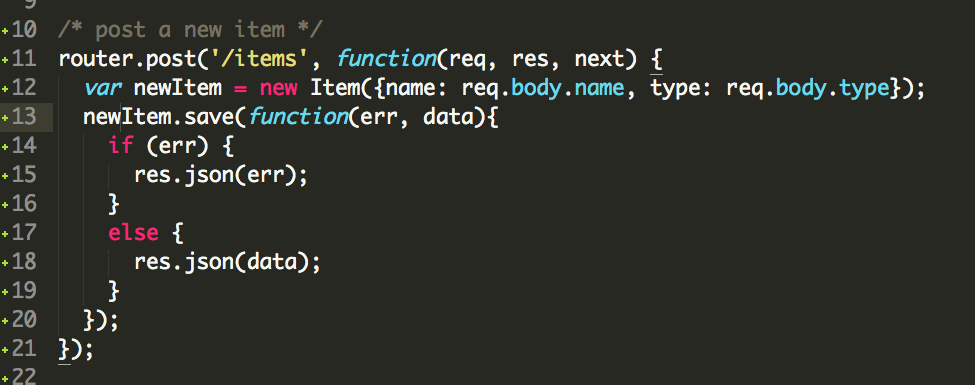 9
10 /* post a new item */
11 router.post('/items', function(req, res, next) {
12   var newItem = new Item({name: req.body.name, type: req.body.type});
13   newItem.save(function(err, data){
14     if (err) {
15       res.json(err);
16     }
17     else {
18       res.json(data);
19     }
20   });
21 });
22